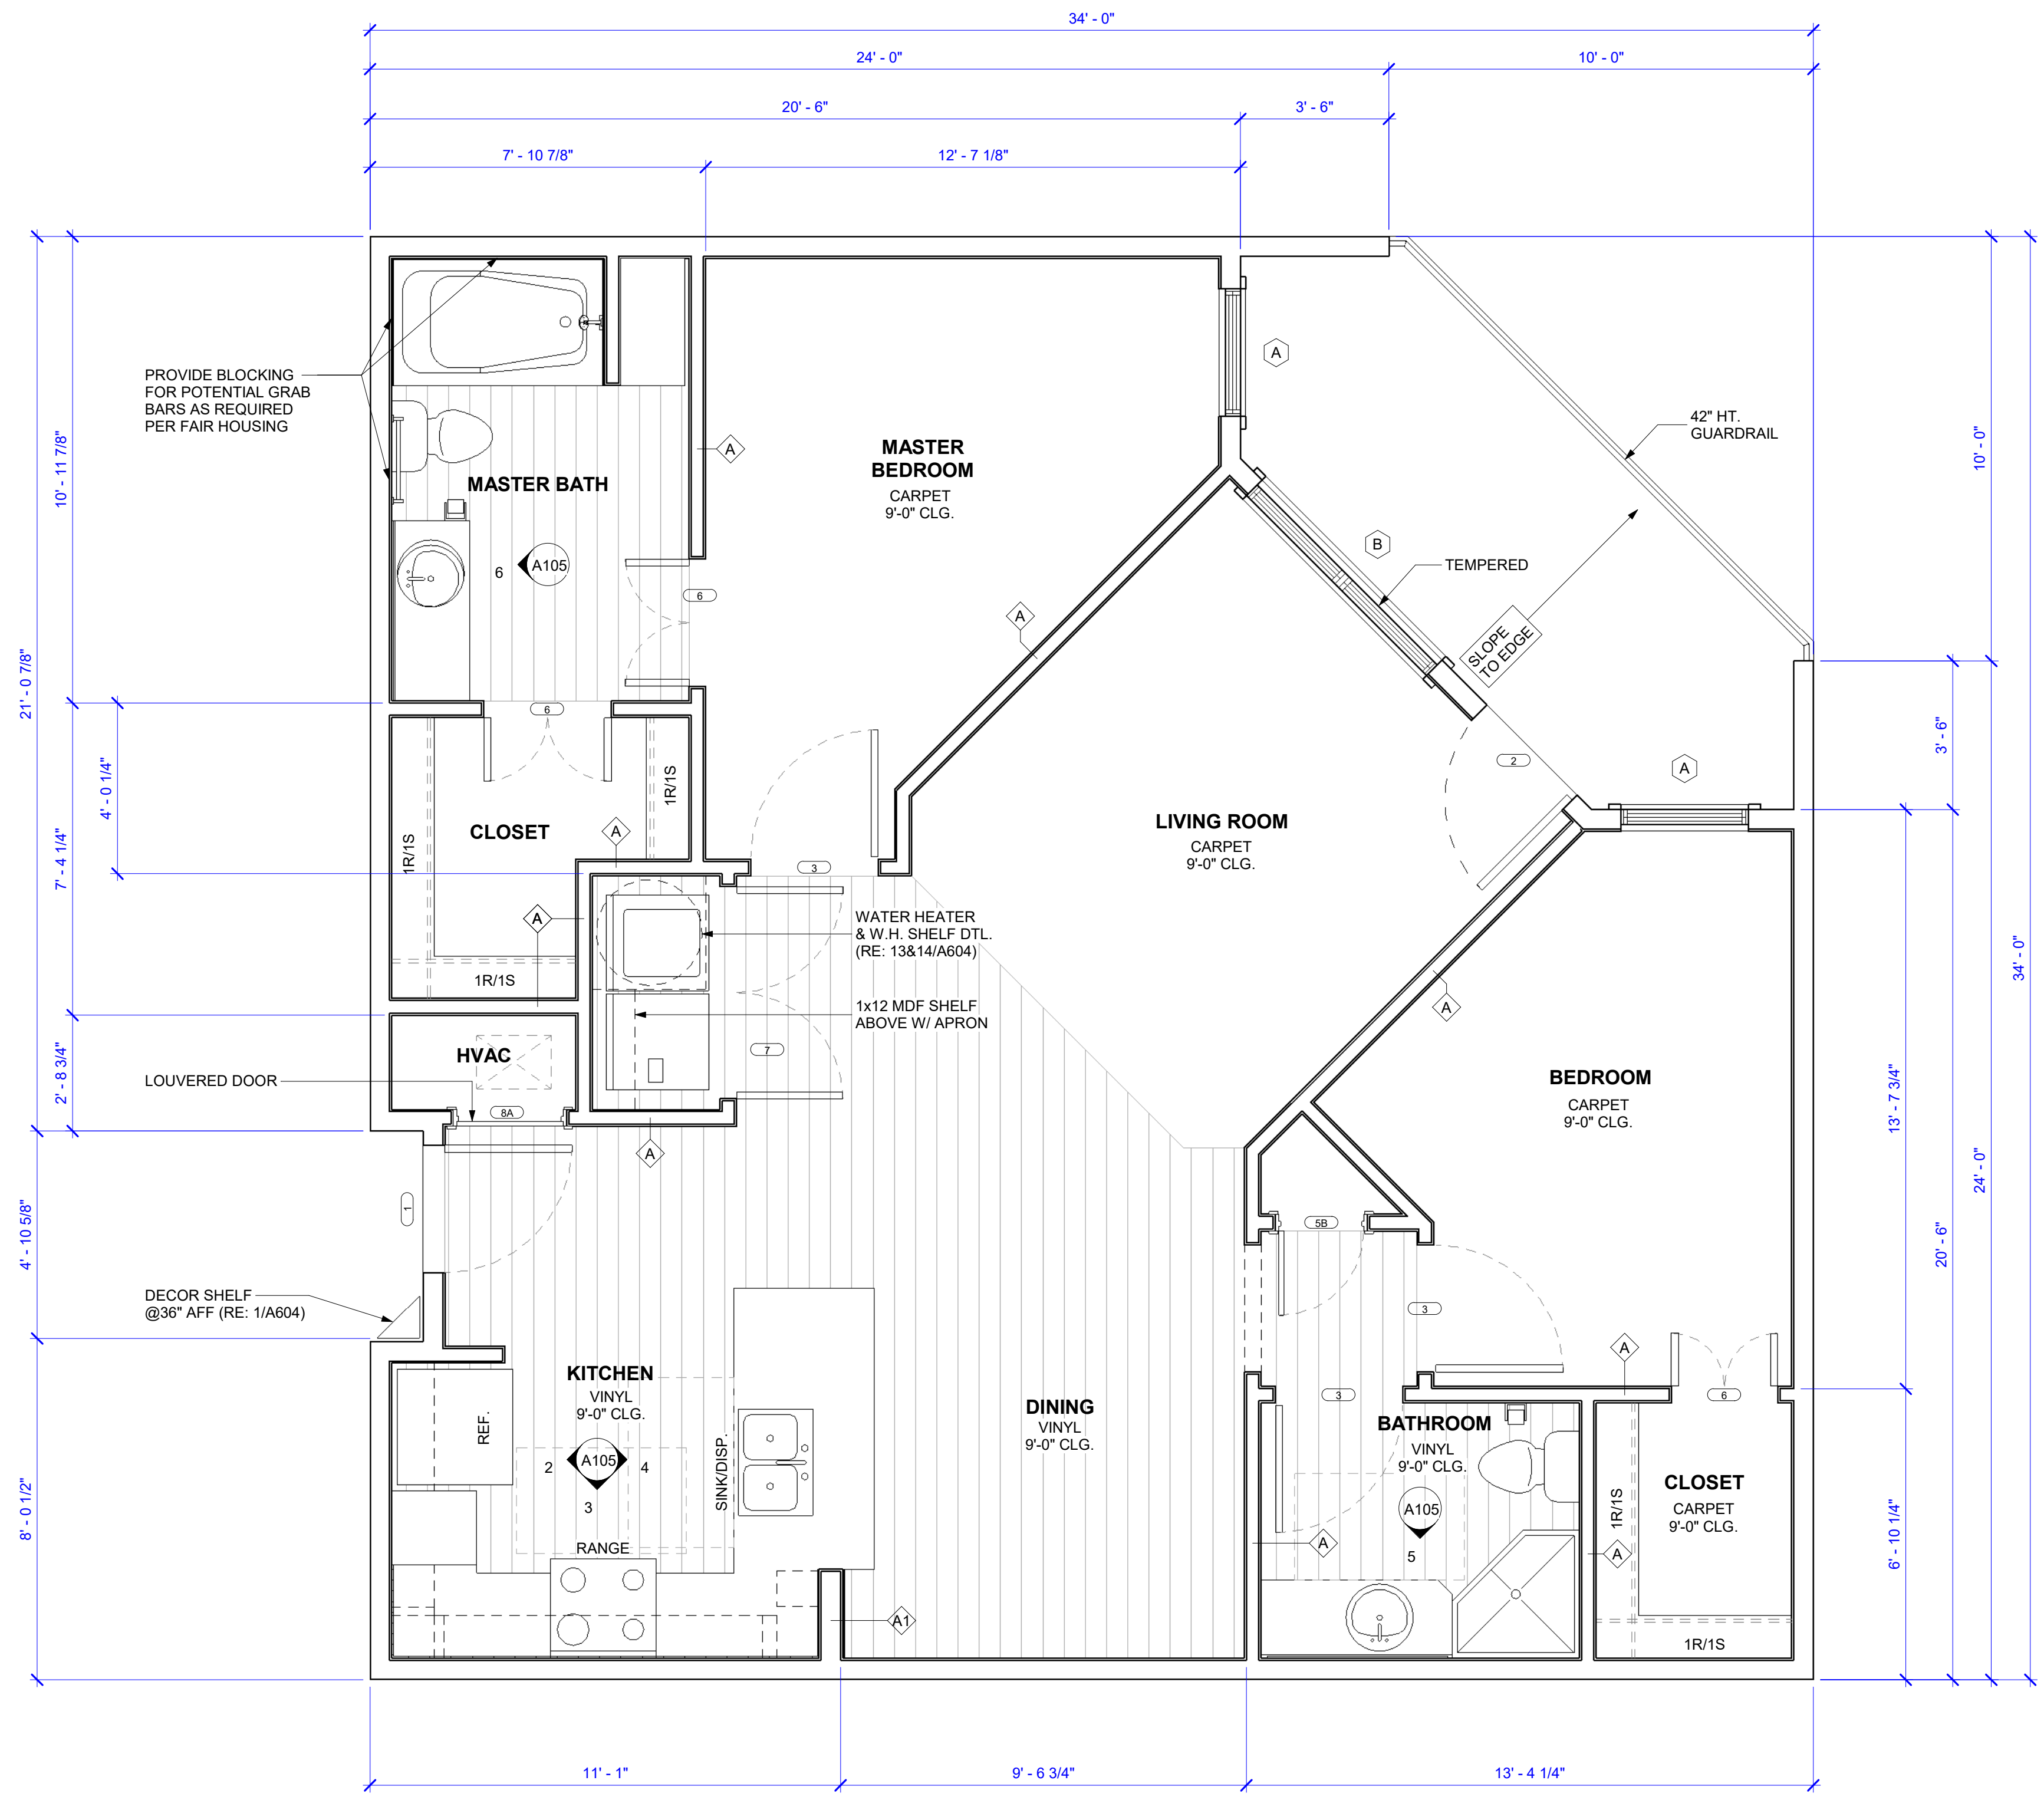 34' - 0"
24' - 0"
10' - 0"
20' - 6"
3' - 6"
7' - 10 7/8"
12' - 7 1/8"
PROVIDE BLOCKING
FOR POTENTIAL GRAB
BARS AS REQUIRED
PER FAIR HOUSING
10' - 11 7/8"
21' - 0 7/8"
7' - 4 1/4"
4' - 0 1/4"
2' - 8 3/4"
4' - 10 5/8"
8' - 0 1/2"
MASTER BATH
6
A105
A
6
6
MASTER
BEDROOM
CARPET
9'-0" CLG.
A
A
B
TEMPERED
42" HT.
GUARDRAIL
SLOPE
TO EDGE
10' - 0"
3' - 6"
34' - 0"
24' - 0"
20' - 6"
13' - 7 3/4"
6' - 10 1/4"
CLOSET
1R/1S
1R/1S
1R/1S
A
A
3
LIVING ROOM
CARPET
9'-0" CLG.
2
A
A
WATER HEATER
& W.H. SHELF DTL.
(RE: 13&14/A604)
1x12 MDF SHELF
ABOVE W/ APRON
7
HVAC
8A
LOUVERED DOOR
A
1
DECOR SHELF
@36" AFF (RE: 1/A604)
BEDROOM
CARPET
9'-0" CLG.
5B
3
3
A
6
KITCHEN
VINYL
9'-0" CLG.
REF.
2
A105
4
3
RANGE
SINK/DISP.
DINING
VINYL
9'-0" CLG.
A1
BATHROOM
VINYL
9'-0" CLG.
A105
5
A
A
CLOSET
CARPET
9'-0" CLG.
1R/1S
1R/1S
11' - 1"
9' - 6 3/4"
13' - 4 1/4"